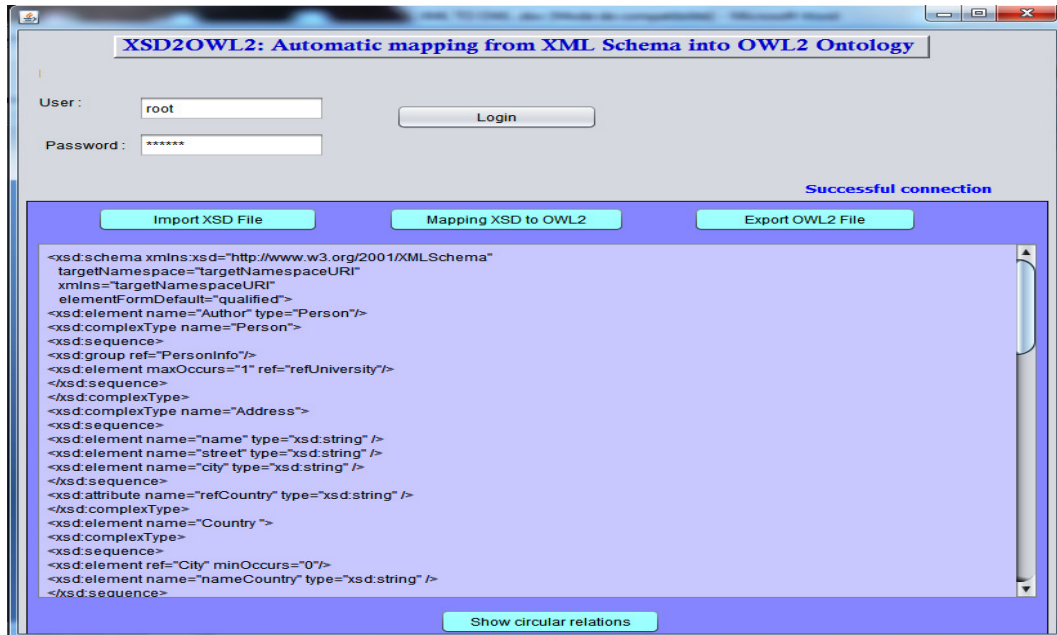 XSD2OWL2: Automatic mapping from XML Schema into OWL2 Ontology
User :
root
Login
Password :
******
Successful connection
Import XSD File
Mapping XSD to OWL2
Export OWL2 File
<xsd:schema xmlns:xsd="http://www.w3.org/2001/XMLSchema"
targetNamespace="targetNamespaceURI"
xmlns="targetNamespaceURI"
elementFormDefault="qualified">
<xsd:element name="Author" type="Person"/>
<xsd:complexType name="Person">
<xsd:sequence>
<xsd:group ref="PersonInfo"/>
<xsd:element maxOccurs="1" ref="refUniversity"/>
</xsd:sequence>
</xsd:complexType>
<xsd:complexType name="Address">
<xsd:sequence>
<xsd:element name="name" type="xsd:string" />
<xsd:element name="street" type="xsd:string" />
<xsd:element name="city" type="xsd:string" />
</xsd:sequence>
<xsd:attribute name="refCountry" type="xsd:string" />
</xsd:complexType>
<xsd:element name="Country ">
<xsd:complexType>
<xsd:sequence>
<xsd:element ref="City" minOccurs="0"/>
<xsd:element name="nameCountry" type="xsd:string" />
</xsd:sequence>
Show circular relations